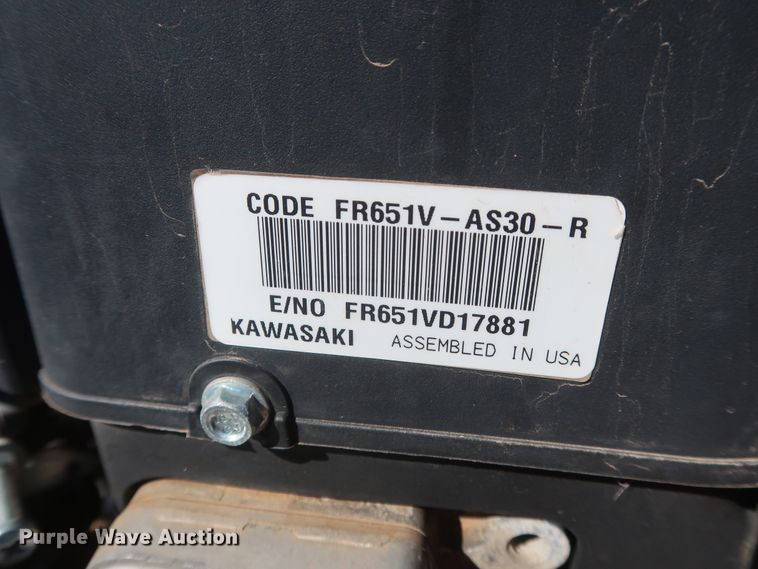 CODE FR651V-AS30-R
E/NO FR651VD17881
KAWASAKI ASSEMBLED IN USA
Purple Wave Auction